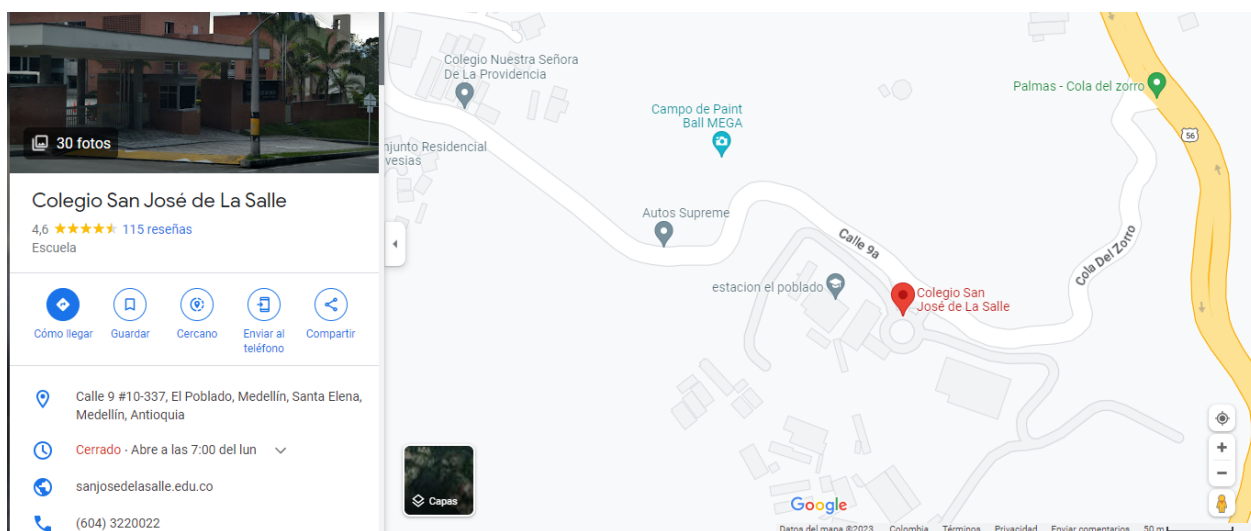 30 fotos
Colegio San José de La Salle
4,6
115 reseñas
Escuela
Cómo llegar
Guardar
Cercano
Enviar al
teléfono
Compartir
Calle 9 #10-337, El Poblado, Medellín, Santa Elena,
Medellín, Antioquia
Cerrado · Abre a las 7:00 del lun
sanjosedelasalle.edu.co
(604) 3220022
Colegio Nuestra Señora
De La Providencia
Campo de Paint
Ball MEGA
Palmas - Cola del zorro
56
njunto Residencial
vesias
Autos Supreme
Calle 9a
Cola Del Zorro
estacion el poblado
Colegio San
José de La Salle
Capas
Google
Datos del mapa ©2023 Colombia Términos Privacidad Enviar comentarios 50 m